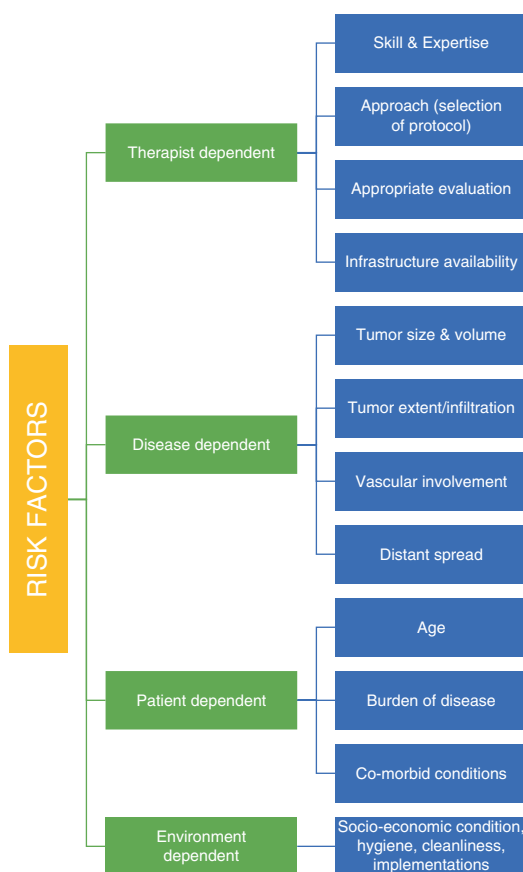 RISK FACTORS
Therapist dependent
Skill & Expertise
Approach (selection
of protocol)
Appropriate evaluation
Infrastructure availability
Disease dependent
Tumor size & volume
Tumor extent/infiltration
Vascular involvement
Distant spread
Patient dependent
Age
Burden of disease
Co-morbid conditions
Environment
dependent
Socio-economic condition,
hygiene, cleanliness,
implementations